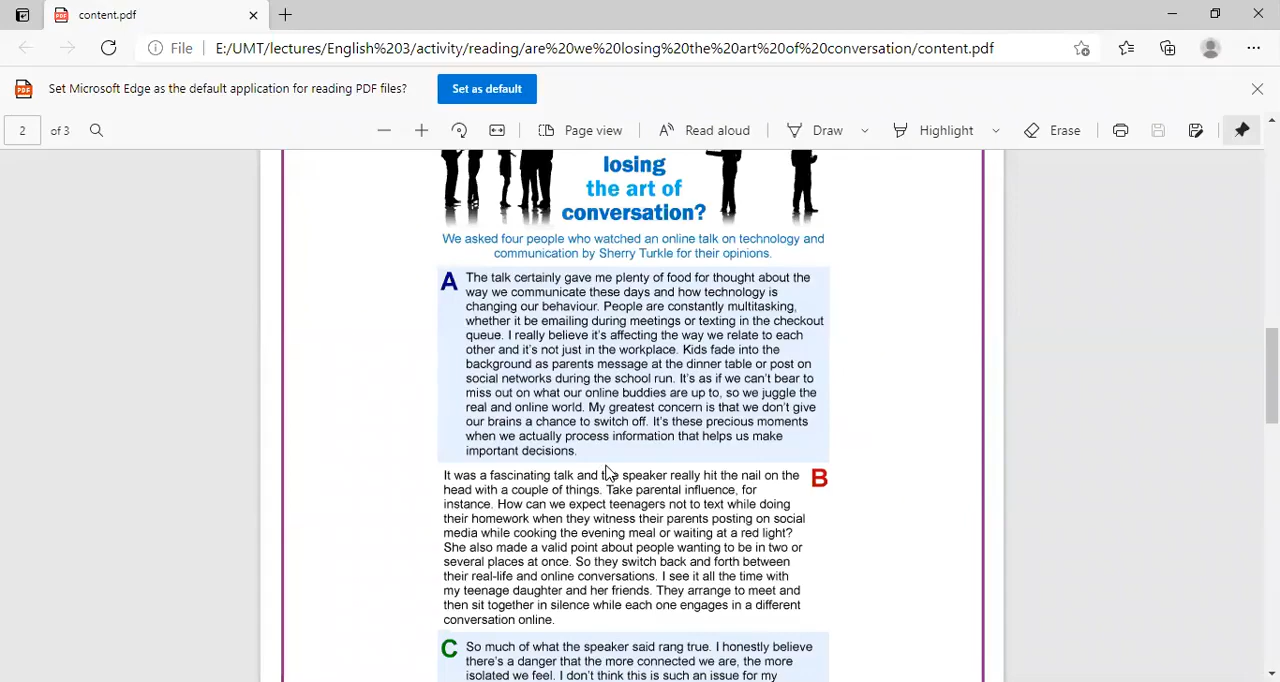 content.pdf
File
E:/UMT/lectures/English%203/activity/reading/are%20we%20losing%20the%20art%20of%20conversation/content.pdf
Set Microsoft Edge as the default application for reading PDF files?
Set as default
2 of 3
Page view
Read aloud
Draw
Highlight
Erase
losing
the art of
conversation?
We asked four people who watched an online talk on technology and
communication by Sherry Turkle for their opinions.
A
The talk certainly gave me plenty of food for thought about the
way we communicate these days and how technology is
changing our behaviour. People are constantly multitasking,
whether it be emailing during meetings or texting in the checkout
queue. I really believe it's affecting the way we relate to each
other and it's not just in the workplace. Kids fade into the
background as parents message at the dinner table or post on
social networks during the school run. It's as if we can't bear to
miss out on what our online buddies are up to, so we juggle the
real and online world. My greatest concern is that we don't give
our brains a chance to switch off. It's these precious moments
when we actually process information that helps us make
important decisions.
It was a fascinating talk and the speaker really hit the nail on the
head with a couple of things. Take parental influence, for
instance. How can we expect teenagers not to text while doing
their homework when they witness their parents posting on social
media while cooking the evening meal or waiting at a red light?
She also made a valid point about people wanting to be in two or
several places at once. So they switch back and forth between
their real-life and online conversations. I see it all the time with
my teenage daughter and her friends. They arrange to meet and
then sit together in silence while each one engages in a different
conversation online.
B
C
So much of what the speaker said rang true. I honestly believe
there's a danger that the more connected we are, the more
isolated we feel. I don't think this is such an issue for my